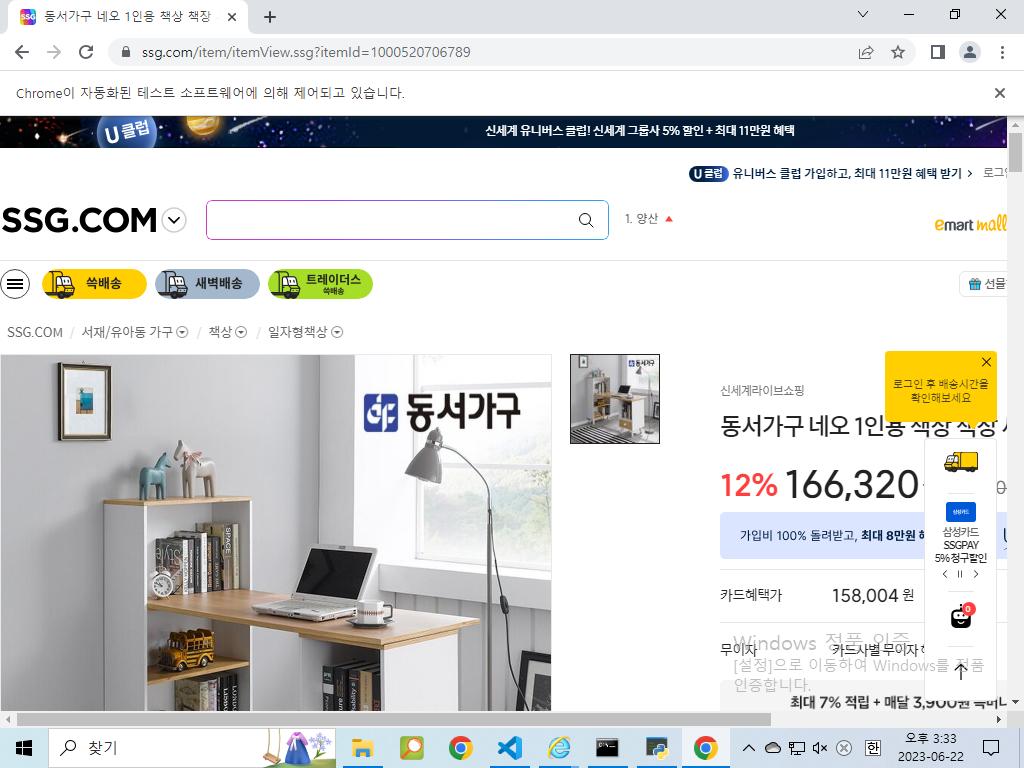 동서가구 네오 1인용 책상 책장
ssg.com/item/itemView.ssg?itemId=1000520706789
Chrome이 자동화된 테스트 소프트웨어에 의해 제어되고 있습니다.
U 클럽
신세계 유니버스 클럽! 신세계 그룹사 5% 할인 + 최대 11만원 혜택
U 클럽 유니버스 클럽 가입하고, 최대 11만원 혜택 받기 > 로그인
SSG.COM
1. 양산
emart mall
쓱배송
새벽배송
트레이더스
쓱배송
선물
SSG.COM / 서재/유아동 가구 / 책상 / 일자형책상
동서가구
신세계라이브쇼핑
로그인 후 배송시간을
확인해보세요
동서가구 네오 1인용 책상 책장
12% 166,320
가입비 100% 돌려받고, 최대 8만원
삼성카드
삼성카드
SSGPAY
5% 청구할인
카드혜택가 158,004 원
0
무이자 카드사별 무이자
Windows 정품 인증
[설정]으로 이동하여 Windows를 정품
인증합니다.
최대 7% 적립 + 매달 3,900원
SPACE
LONDON
찾기
오후 3:33
한
2023-06-22